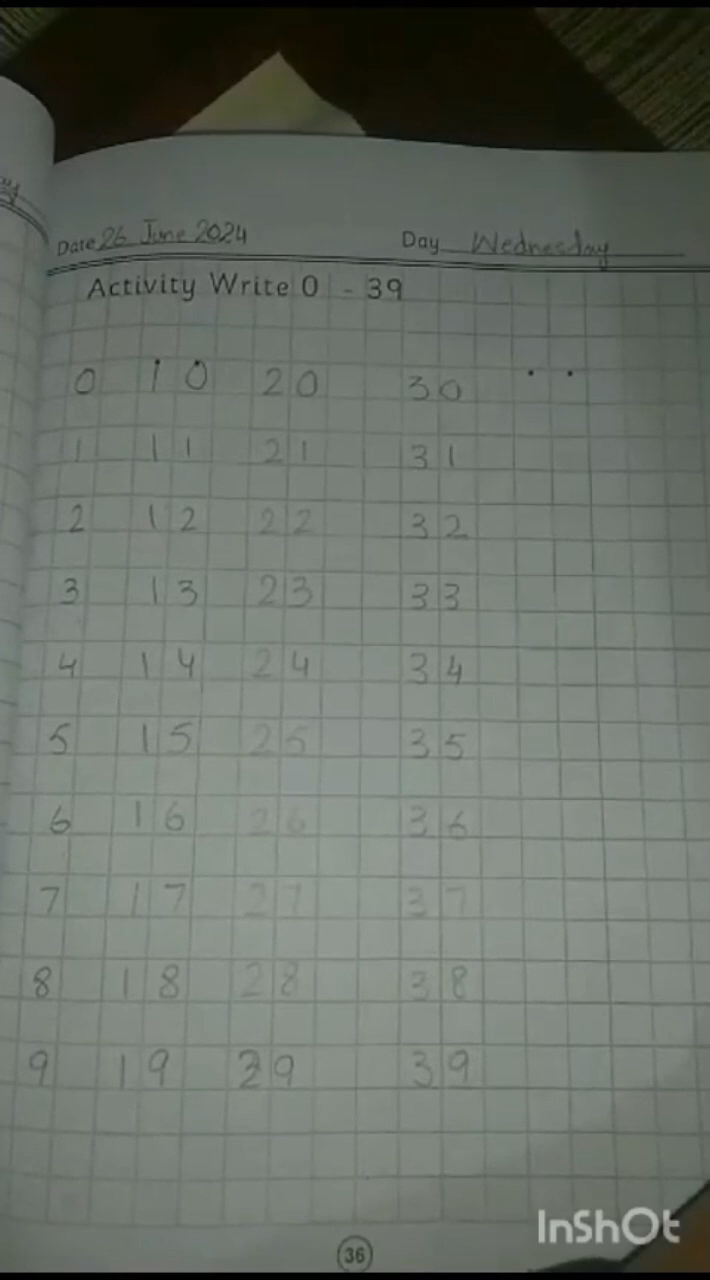 Date 26 June 2024 Day Wednesday
Activity Write 0 - 39
0 10 20 30
1 11 21 31
2 12 22 32
3 13 23 33
4 14 24 34
5 15 25 35
6 16 26 36
7 17 27 37
8 18 28 38
9 19 39 39
InShOt
36